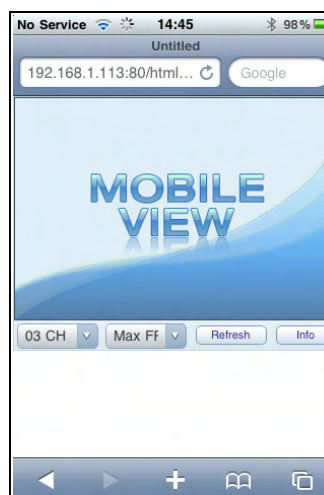 No Service 14:45 98%
Untitled
192.168.1.113:80/html... Google
MOBILE
VIEW
03 CH Max FF Refresh Info